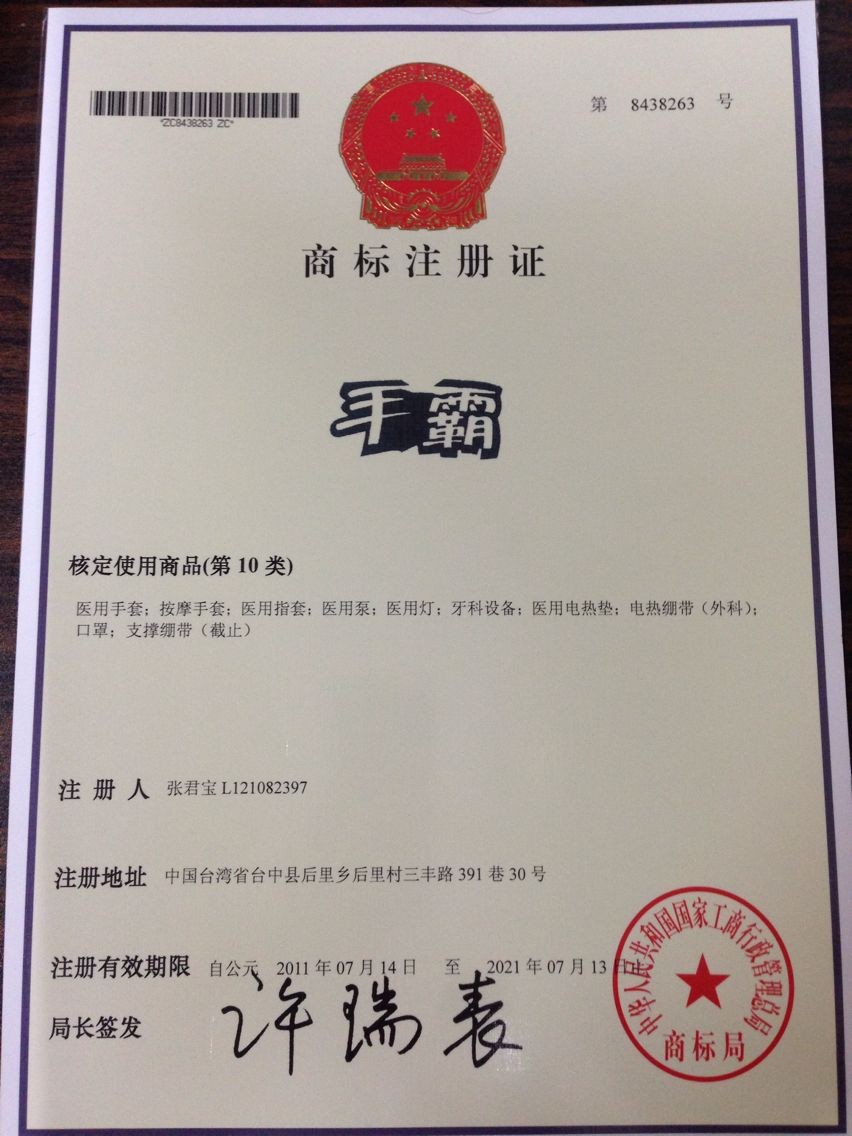 *ZC8438263 ZC*
第 8438263 号
商标注册证
手霸
核定使用商品(第 10 类)
医用手套；按摩手套；医用指套；医用泵；医用灯；牙科设备；医用电热垫；电热绷带（外科）；
口罩；支撑绷带（截止）
注册人 张君宝 L121082397
注册地址 中国台湾省台中县后里乡后里村三丰路 391 巷 30 号
注册有效期限 自公元 2011 年 07 月 14 日 至 2021 年 07 月 13 日
局长签发 许瑞表
中华人民共和国国家工商行政管理总局
商标局